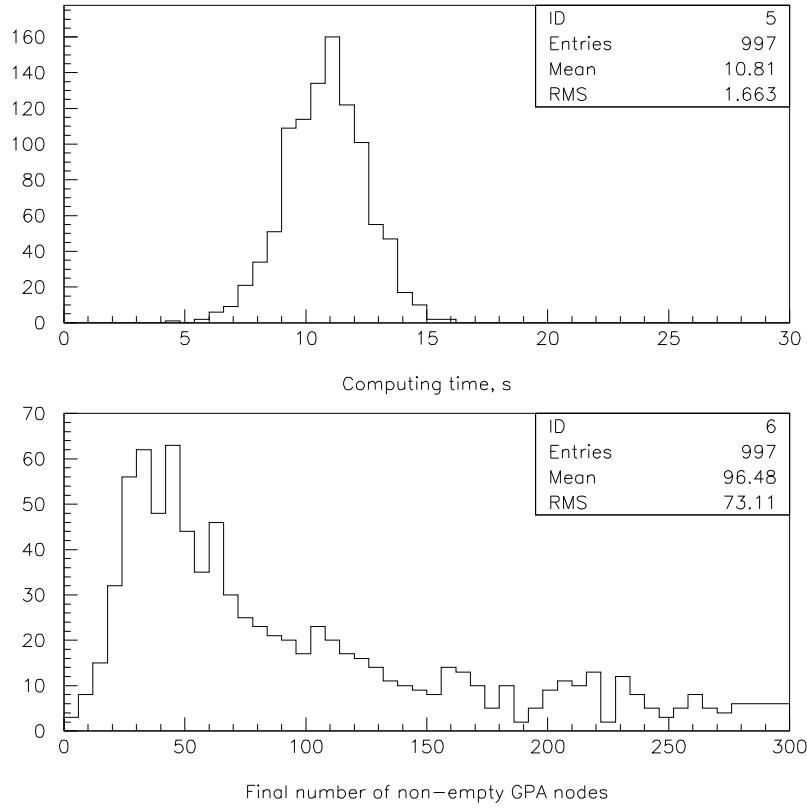 ID 5
Entries 997
Mean 10.81
RMS 1.663
160
140
120
100
80
60
40
20
0
0 5 10 15 20 25 30
Computing time, s
ID 6
Entries 997
Mean 96.48
RMS 73.11
70
60
50
40
30
20
10
0
0 50 100 150 200 250 300
Final number of non−empty GPA nodes